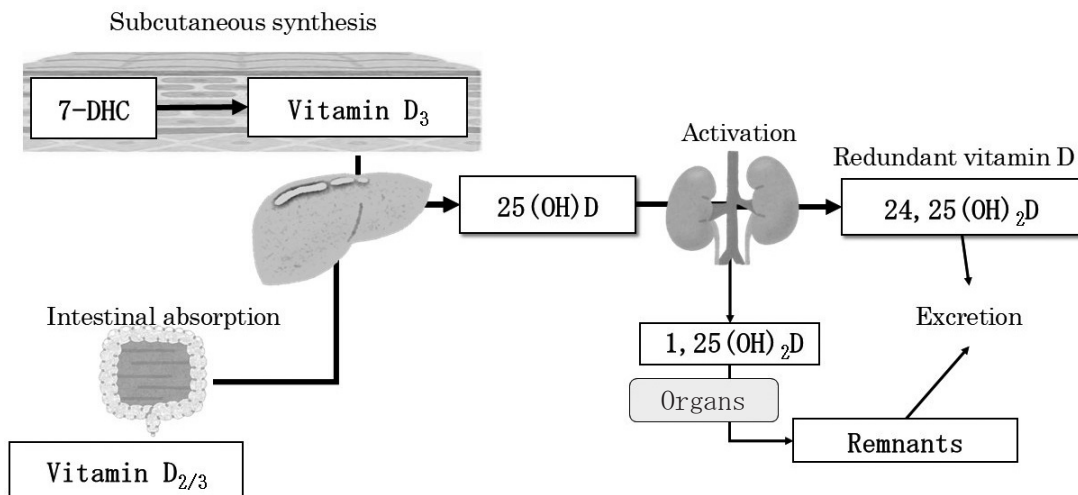 Subcutaneous synthesis
7-DHC
Vitamin D₃
Activation
Redundant vitamin D
25(OH)D
24,25(OH)₂D
Intestinal absorption
Excretion
1,25(OH)₂D
Organs
Remnants
Vitamin D₂/₃